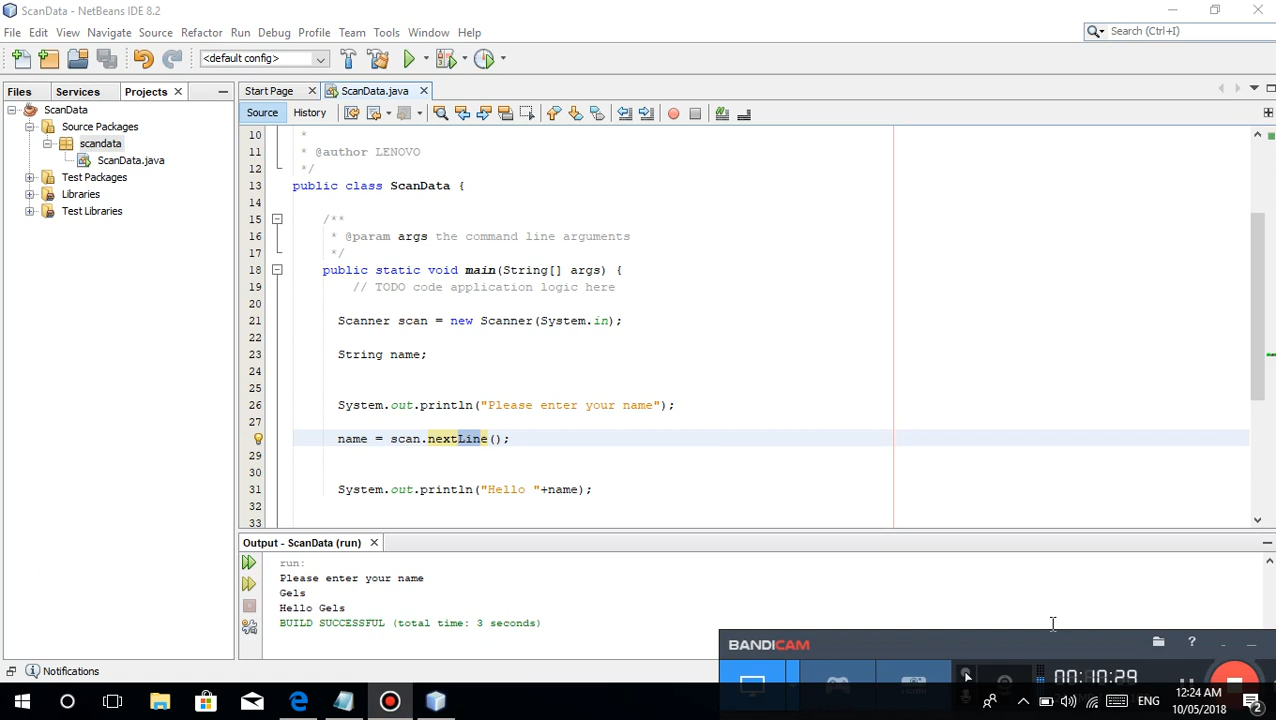 ScanData - NetBeans IDE 8.2
File Edit View Navigate Source Refactor Run Debug Profile Team Tools Window Help
Search (Ctrl+I)
<default config>
Files Services Projects
Start Page ScanData.java
Source History
ScanData
Source Packages
scandata
ScanData.java
Test Packages
Libraries
Test Libraries
10 *
11 * @author LENOVO
12 */
13 public class ScanData {
14
15 /**
16 * @param args the command line arguments
17 */
18 public static void main(String[] args) {
19 // TODO code application logic here
20
21 Scanner scan = new Scanner(System.in);
22
23 String name;
24
25
26 System.out.println("Please enter your name");
27
name = scan.nextLine();
29
30
31 System.out.println("Hello "+name);
32
33
Output - ScanData (run)
run:
Please enter your name
Gels
Hello Gels
BUILD SUCCESSFUL (total time: 3 seconds)
BANDICAM
00:10:29
Notifications
ENG
12:24 AM
10/05/2018
2